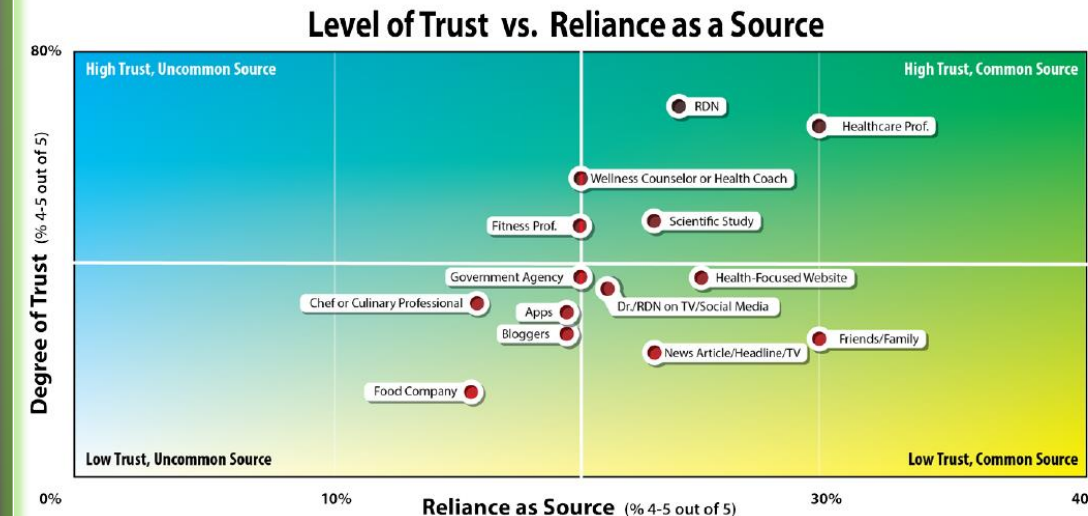 Level of Trust vs. Reliance as a Source
80%
High Trust, Uncommon Source
High Trust, Common Source
RDN
Healthcare Prof.
Wellness Counselor or Health Coach
Fitness Prof.
Scientific Study
Government Agency
Health-Focused Website
Chef or Culinary Professional
Dr./RDN on TV/Social Media
Apps
Bloggers
Friends/Family
News Article/Headline/TV
Food Company
Degree of Trust (% 4-5 out of 5)
Low Trust, Uncommon Source
Low Trust, Common Source
0%
10%
30%
40
Reliance as Source (% 4-5 out of 5)